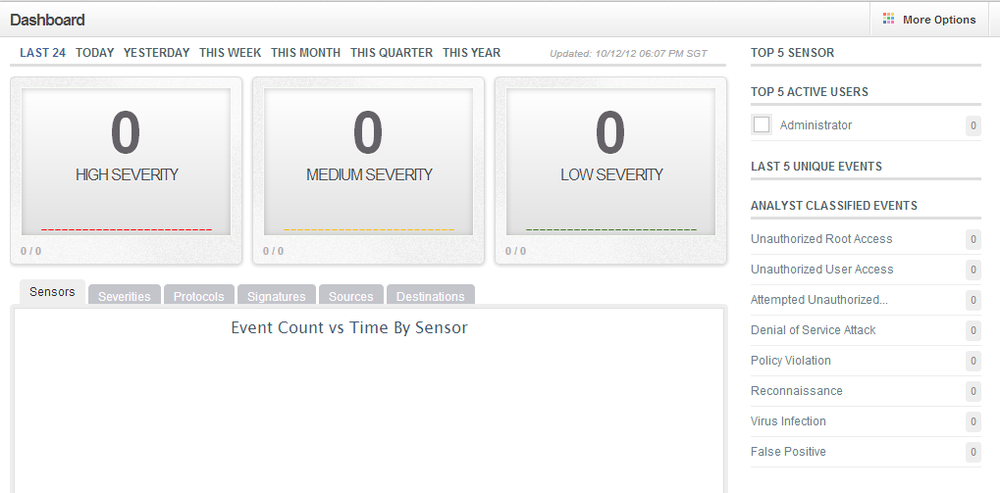 Dashboard
More Options
LAST 24 TODAY YESTERDAY THIS WEEK THIS MONTH THIS QUARTER THIS YEAR
Updated: 10/12/12 06:07 PM SGT
0
HIGH SEVERITY
0 / 0
0
MEDIUM SEVERITY
0 / 0
0
LOW SEVERITY
0 / 0
Sensors Severities Protocols Signatures Sources Destinations
Event Count vs Time By Sensor
TOP 5 SENSOR
TOP 5 ACTIVE USERS
Administrator 0
LAST 5 UNIQUE EVENTS
ANALYST CLASSIFIED EVENTS
Unauthorized Root Access 0
Unauthorized User Access 0
Attempted Unauthorized... 0
Denial of Service Attack 0
Policy Violation 0
Reconnaissance 0
Virus Infection 0
False Positive 0